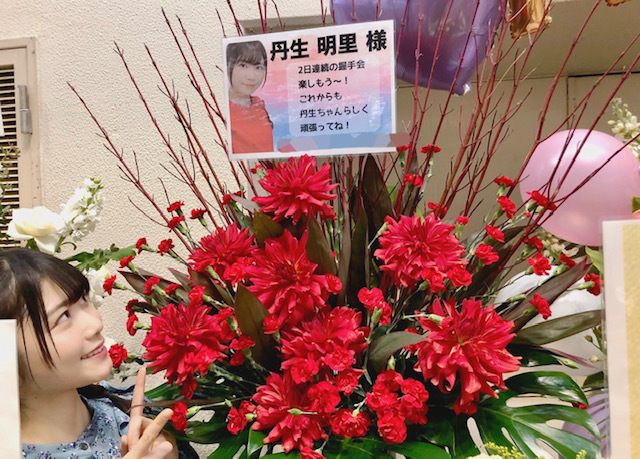 丹生 明里 様
2日連続の握手会
楽しもう〜！
これからも
丹生ちゃんらしく
頑張ってね！